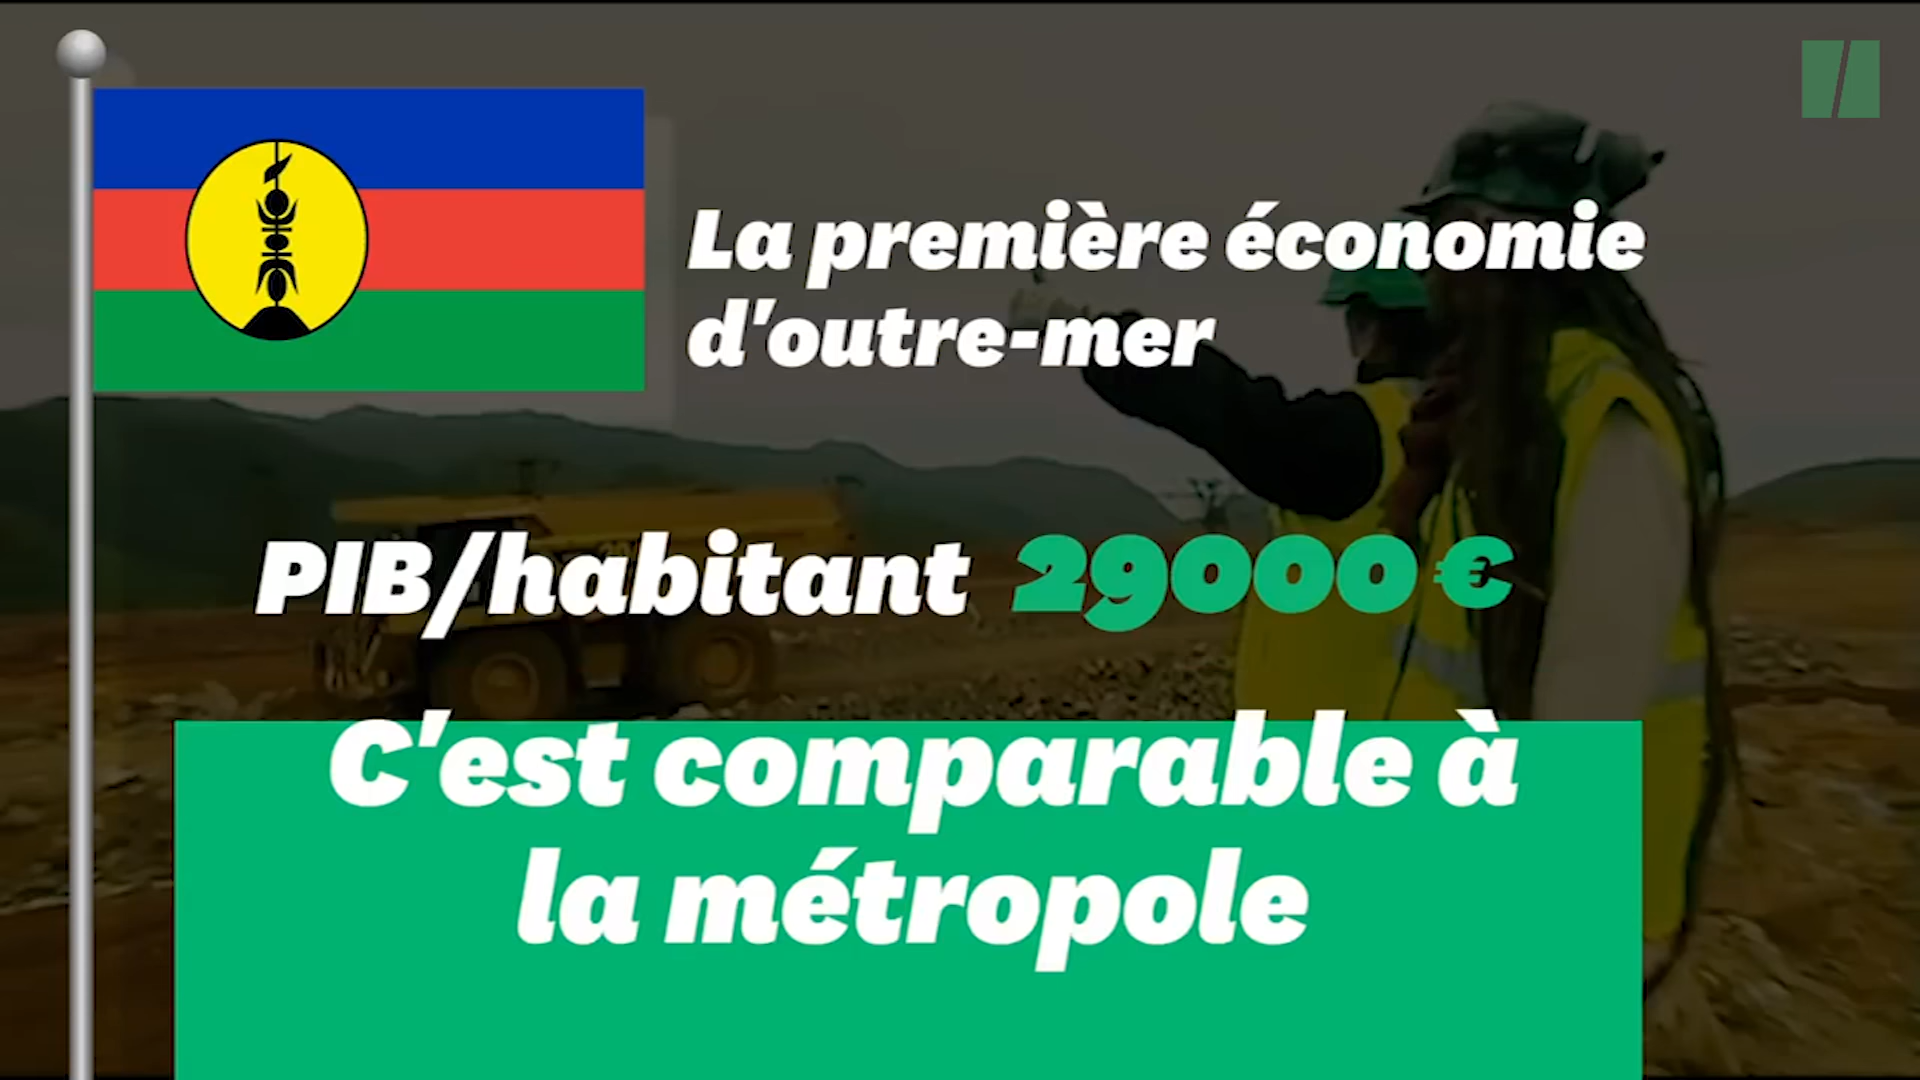 La première économie
d'outre-mer
PIB/habitant 29000 €
C'est comparable à
la métropole